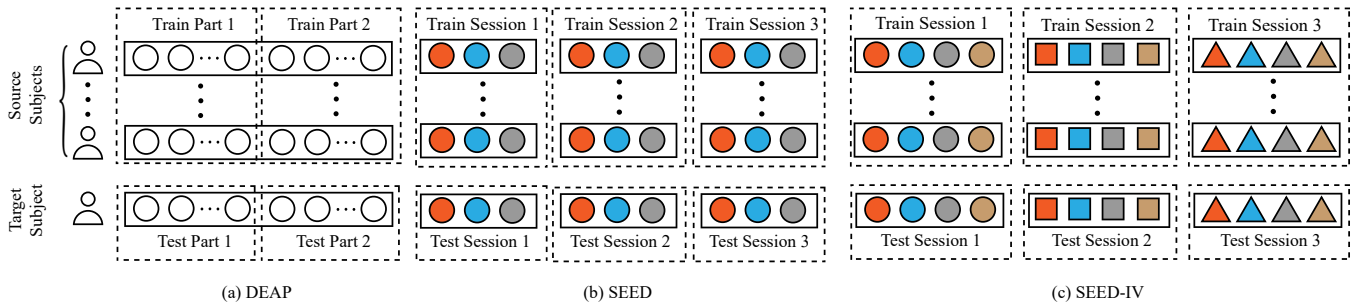 Train Part 1 Train Part 2 Train Session 1 Train Session 2 Train Session 3 Train Session 1 Train Session 2 Train Session 3
Source
Subjects
Target
Subject
Test Part 1 Test Part 2 Test Session 1 Test Session 2 Test Session 3 Test Session 1 Test Session 2 Test Session 3
(a) DEAP (b) SEED (c) SEED-IV